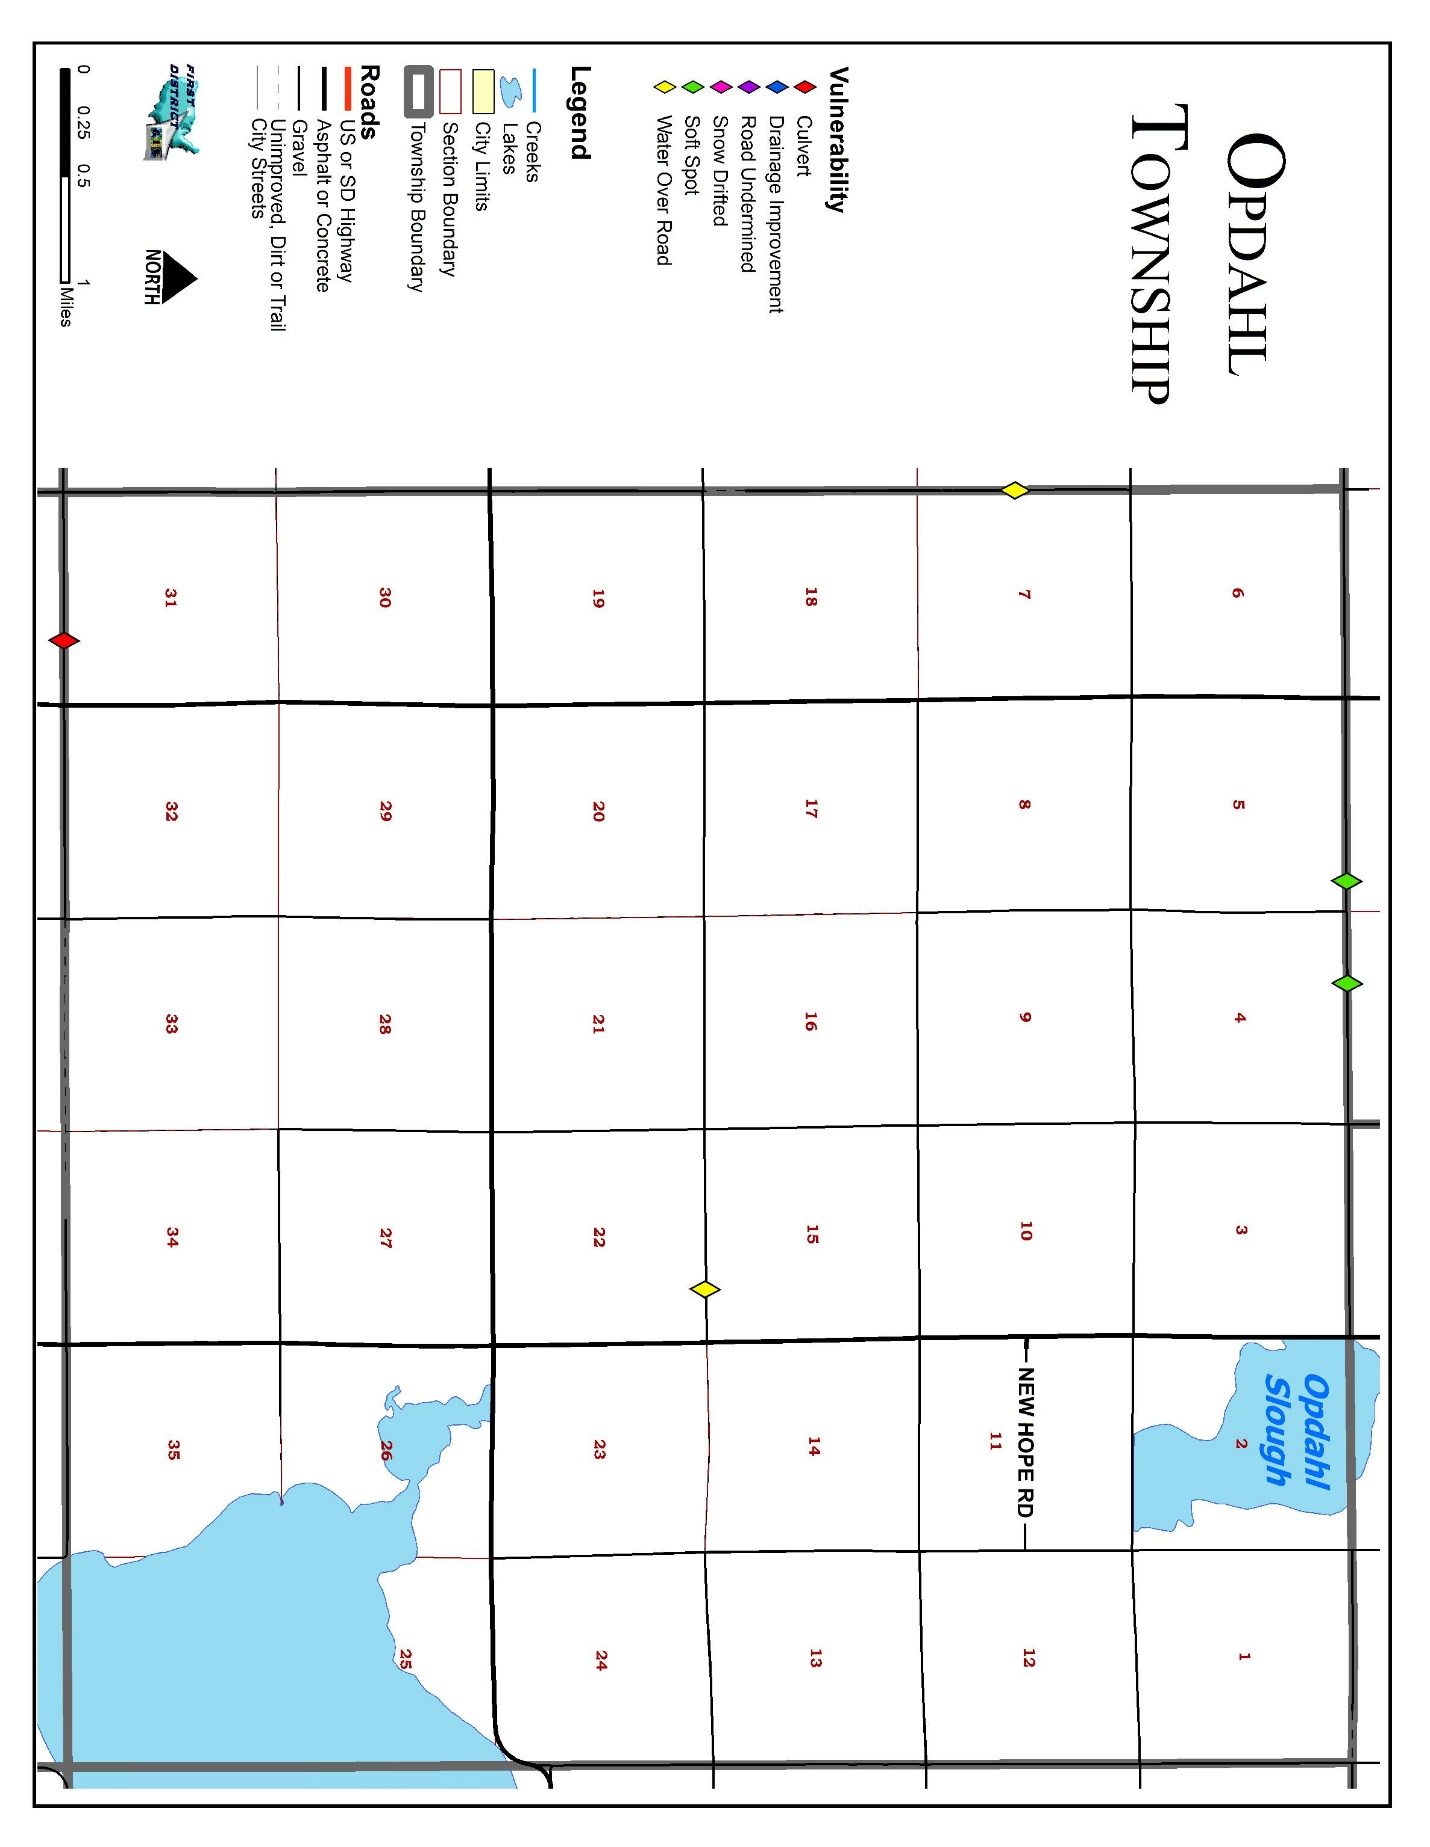 OPDAHL
TOWNSHIP
Vulnerability
Culvert
Drainage Improvement
Road Undermined
Snow Drifted
Soft Spot
Water Over Road
Legend
Creeks
Lakes
City Limits
Section Boundary
Township Boundary
Roads
US or SD Highway
Asphalt or Concrete
Gravel
Unimproved, Dirt or Trail
City Streets
FIRST
DISTRICT
NORTH
0 0.25 0.5 1
Miles
6 5 4 3 2 1
Opdahl
Slough
7 8 9 10 11 12
NEW HOPE RD
18 17 16 15 14 13
19 20 21 22 23 24
30 29 28 27 26 25
31 32 33 34 35